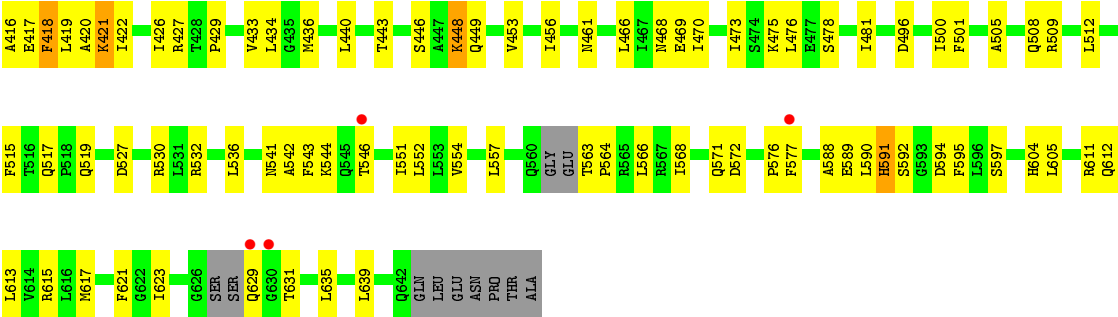 A416 E417 F418 L419 A420 K421 I422 I426 R427 T428 P429 V433 L434 G435 M436 L440 T443 S446 A447 K448 Q449 V453 I456 N461 L466 I467 N468 E469 I470 I473 S474 K475 L476 E477 S478 I481 D496 I500 F501 A505 Q508 R509 L512
F515 T516 Q517 P518 Q519 D527 R530 L531 R532 L536 N541 A542 F543 K544 Q545 T546 I551 L552 L553 V554 L557 Q560 GLY GLU T563 P564 R565 L566 R567 I568 Q571 D572 P576 F577 A588 E589 L590 H591 S592 G593 D594 F595 L596 S597 H604 L605 R611 Q612
L613 V614 R615 L616 M617 F621 G622 I623 G626 SER SER Q629 G630 T631 L635 L639 Q642 GLN LEU GLU ASN PRO THR ALA